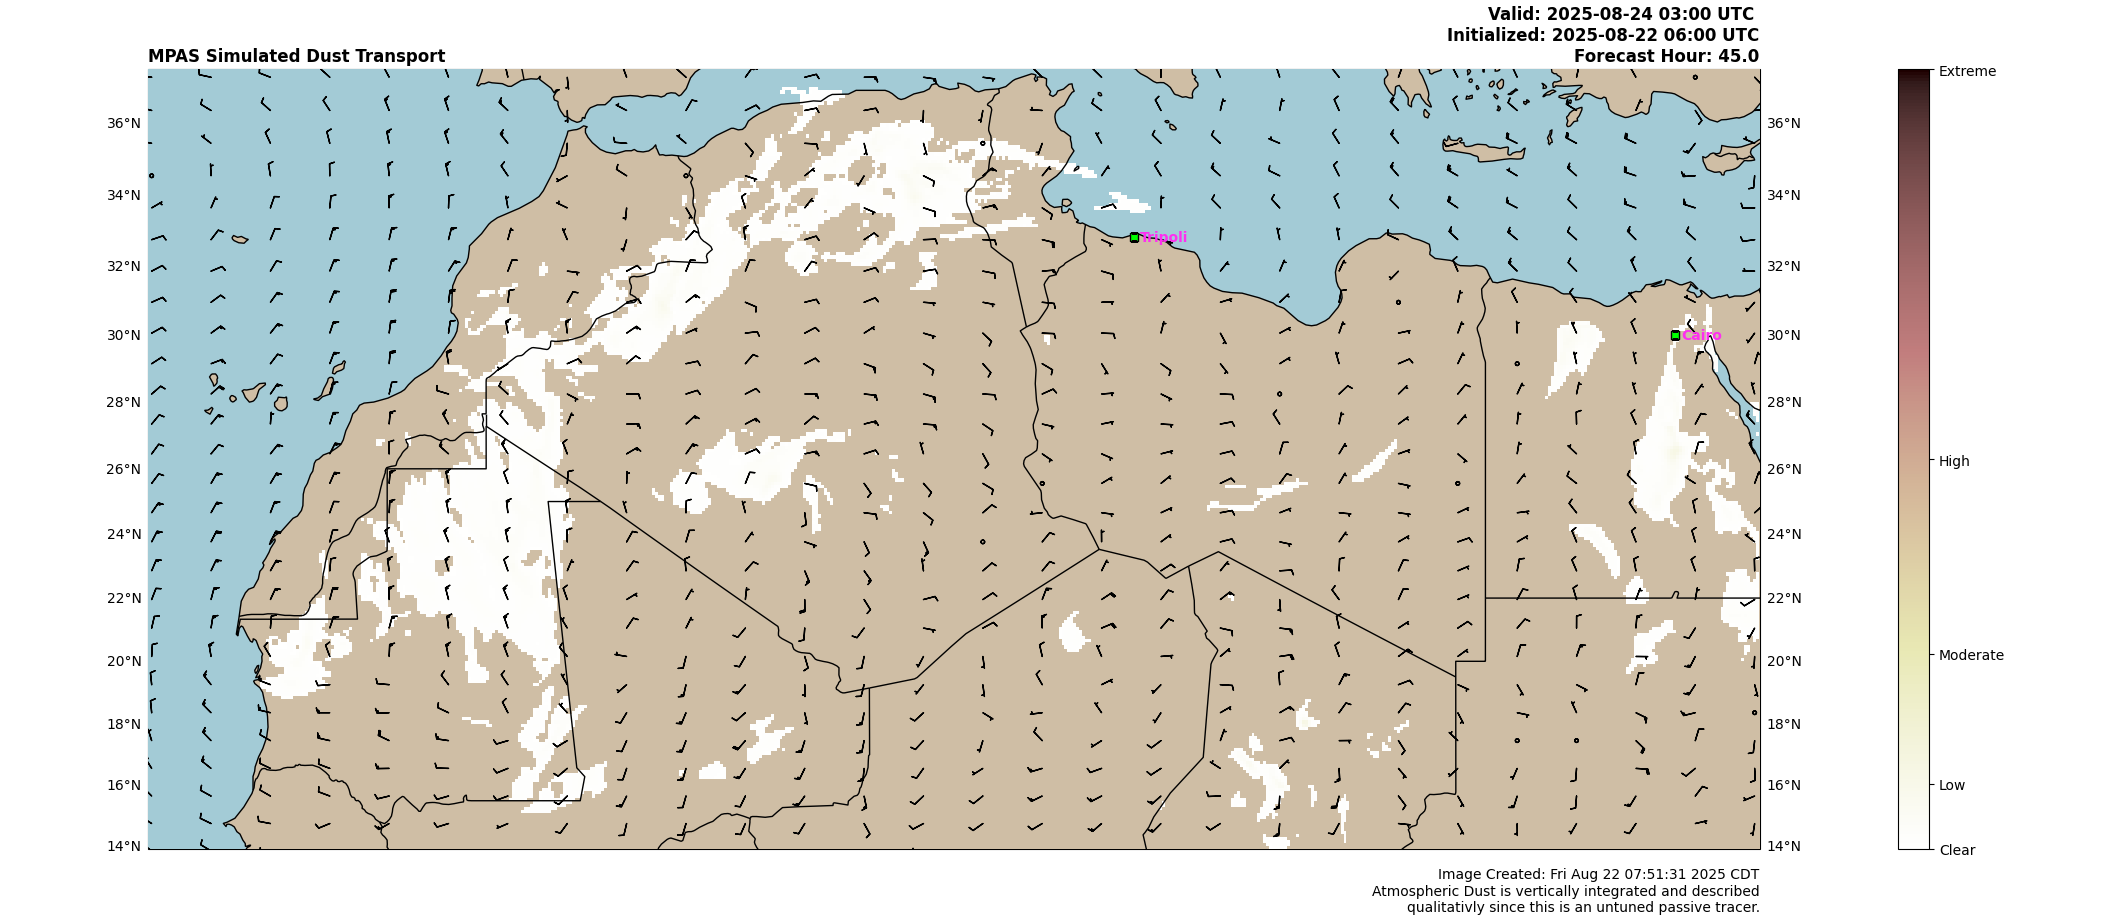 Valid: 2025-08-24 03:00 UTC
Initialized: 2025-08-22 06:00 UTC
MPAS Simulated Dust Transport
Forecast Hour: 45.0
Extreme
36°N
36°N
34°N
34°N
Tripoli
32°N
32°N
30°N
Cairo
30°N
28°N
28°N
26°N
26°N
High
24°N
24°N
22°N
22°N
20°N
20°N
Moderate
18°N
18°N
16°N
16°N
Low
14°N
14°N
Clear
Image Created: Fri Aug 22 07:51:31 2025 CDT
Atmospheric Dust is vertically integrated and described
qualitativly since this is an untuned passive tracer.